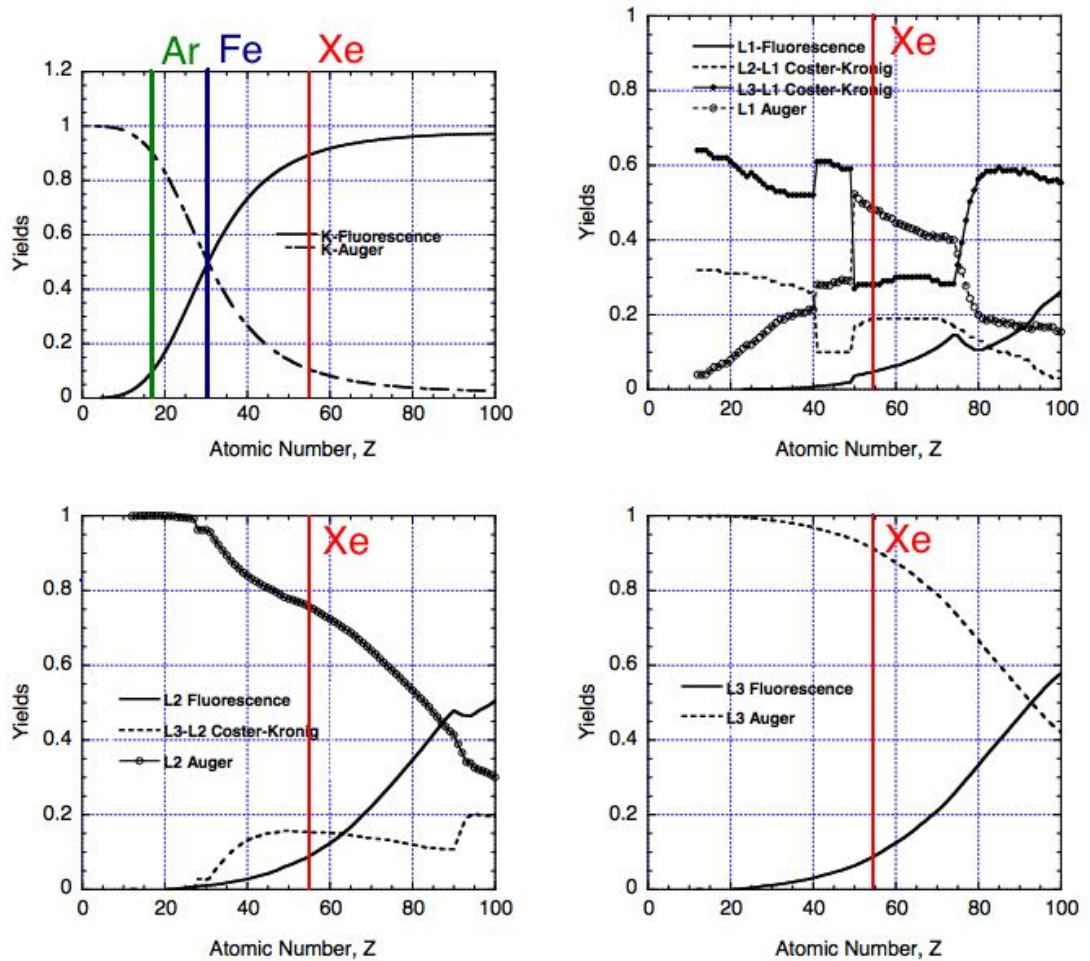 Ar Fe Xe
1.2
1
0.8
0.6
0.4
0.2
0
Yields
K-Fluorescence
K-Auger
0 20 40 60 80 100
Atomic Number, Z
1
0.8
0.6
0.4
0.2
0
Yields
L1-Fluorescence
L2-L1 Coster-Kronig
L3-L1 Coster-Kronig
L1 Auger
Xe
0 20 40 60 80 100
Atomic Number, Z
Xe
1
0.8
0.6
0.4
0.2
0
Yields
L2 Fluorescence
L3-L2 Coster-Kronig
L2 Auger
0 20 40 60 80 100
Atomic Number, Z
Xe
1
0.8
0.6
0.4
0.2
0
Yields
L3 Fluorescence
L3 Auger
0 20 40 60 80 100
Atomic Number, Z